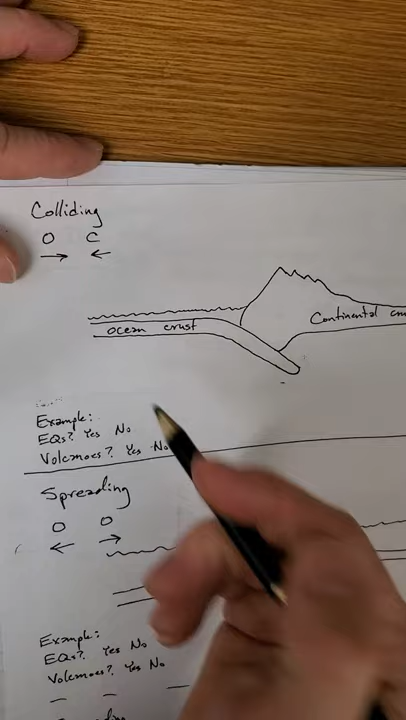 Colliding
O C
ocean crust
Continental
Example:
EQs? Yes No
Volcanoes? Yes No
Spreading
O O
Example:
EQs? Yes No
Volcanoes? Yes No